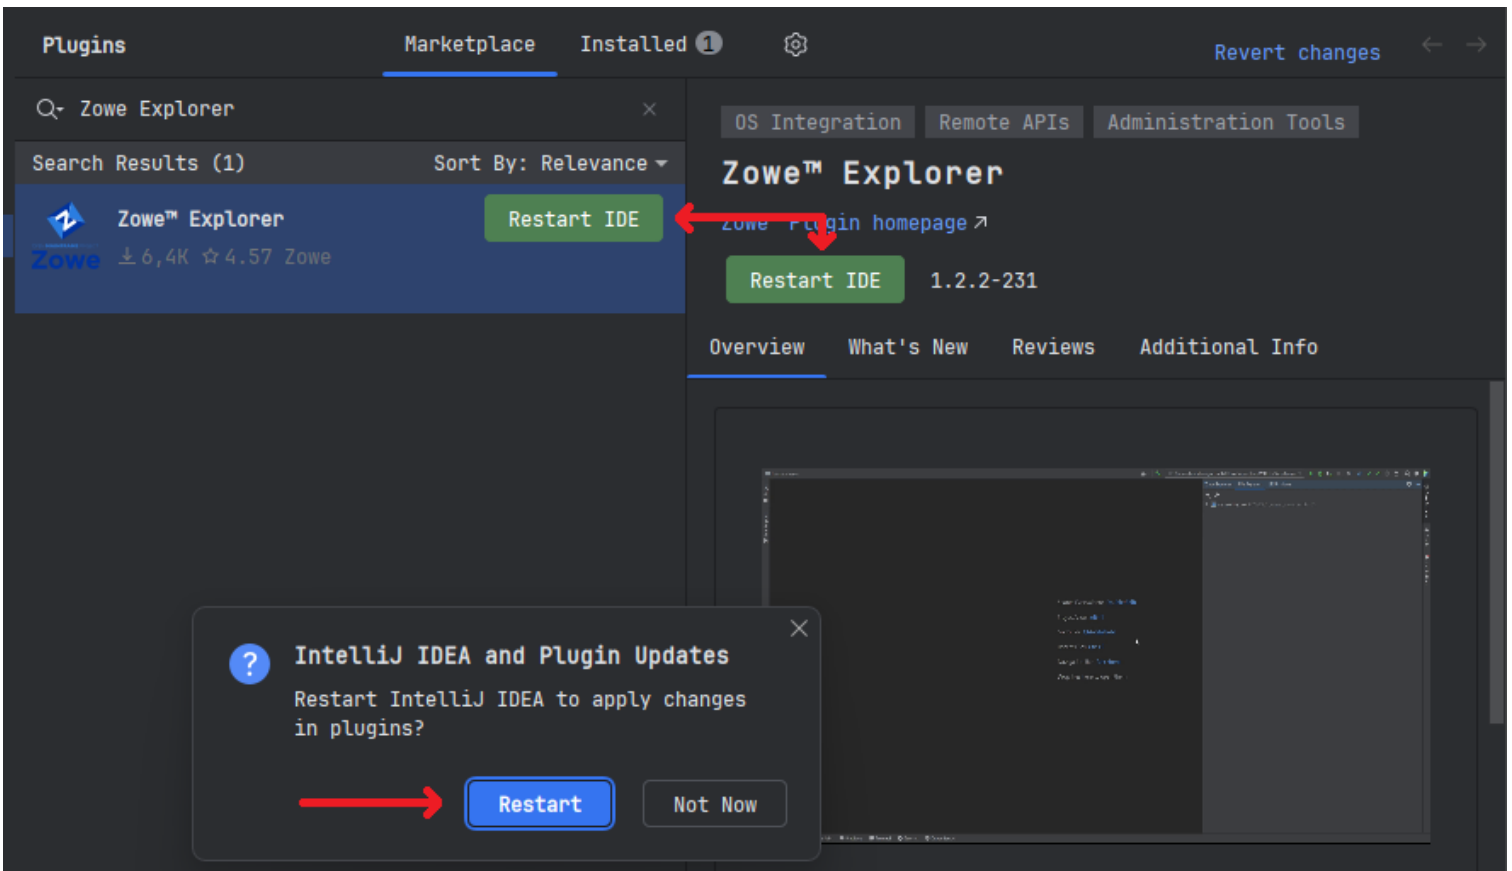 Plugins
Marketplace
Installed 1
Revert changes
Zowe Explorer
Search Results (1)
Sort By: Relevance
Zowe™ Explorer
Restart IDE
Zowe
6,4K 4.57 Zowe
OS Integration
Remote APIs
Administration Tools
Zowe™ Explorer
Zowe Plugin homepage
Restart IDE
1.2.2-231
Overview
What's New
Reviews
Additional Info
IntelliJ IDEA and Plugin Updates
Restart IntelliJ IDEA to apply changes
in plugins?
Restart
Not Now